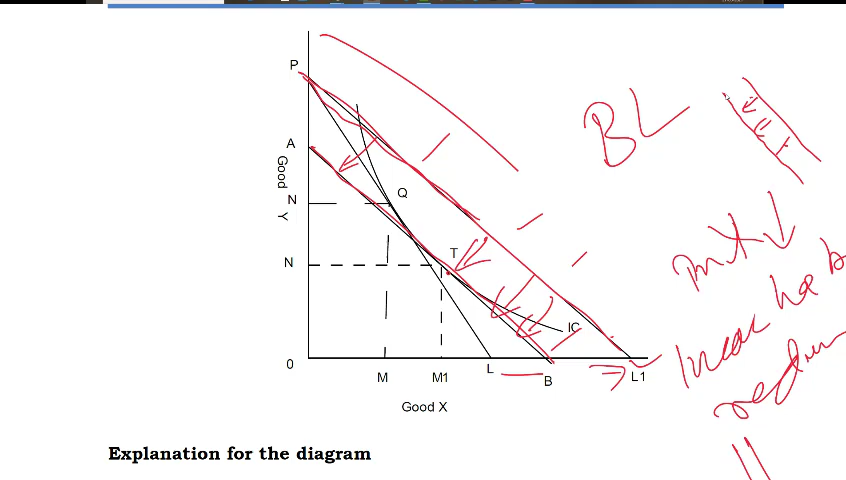 P
A
Good Y
N
Q
N
T
IC
0
M
M1
L
B
L1
Good X
BL
Explanation for the diagram